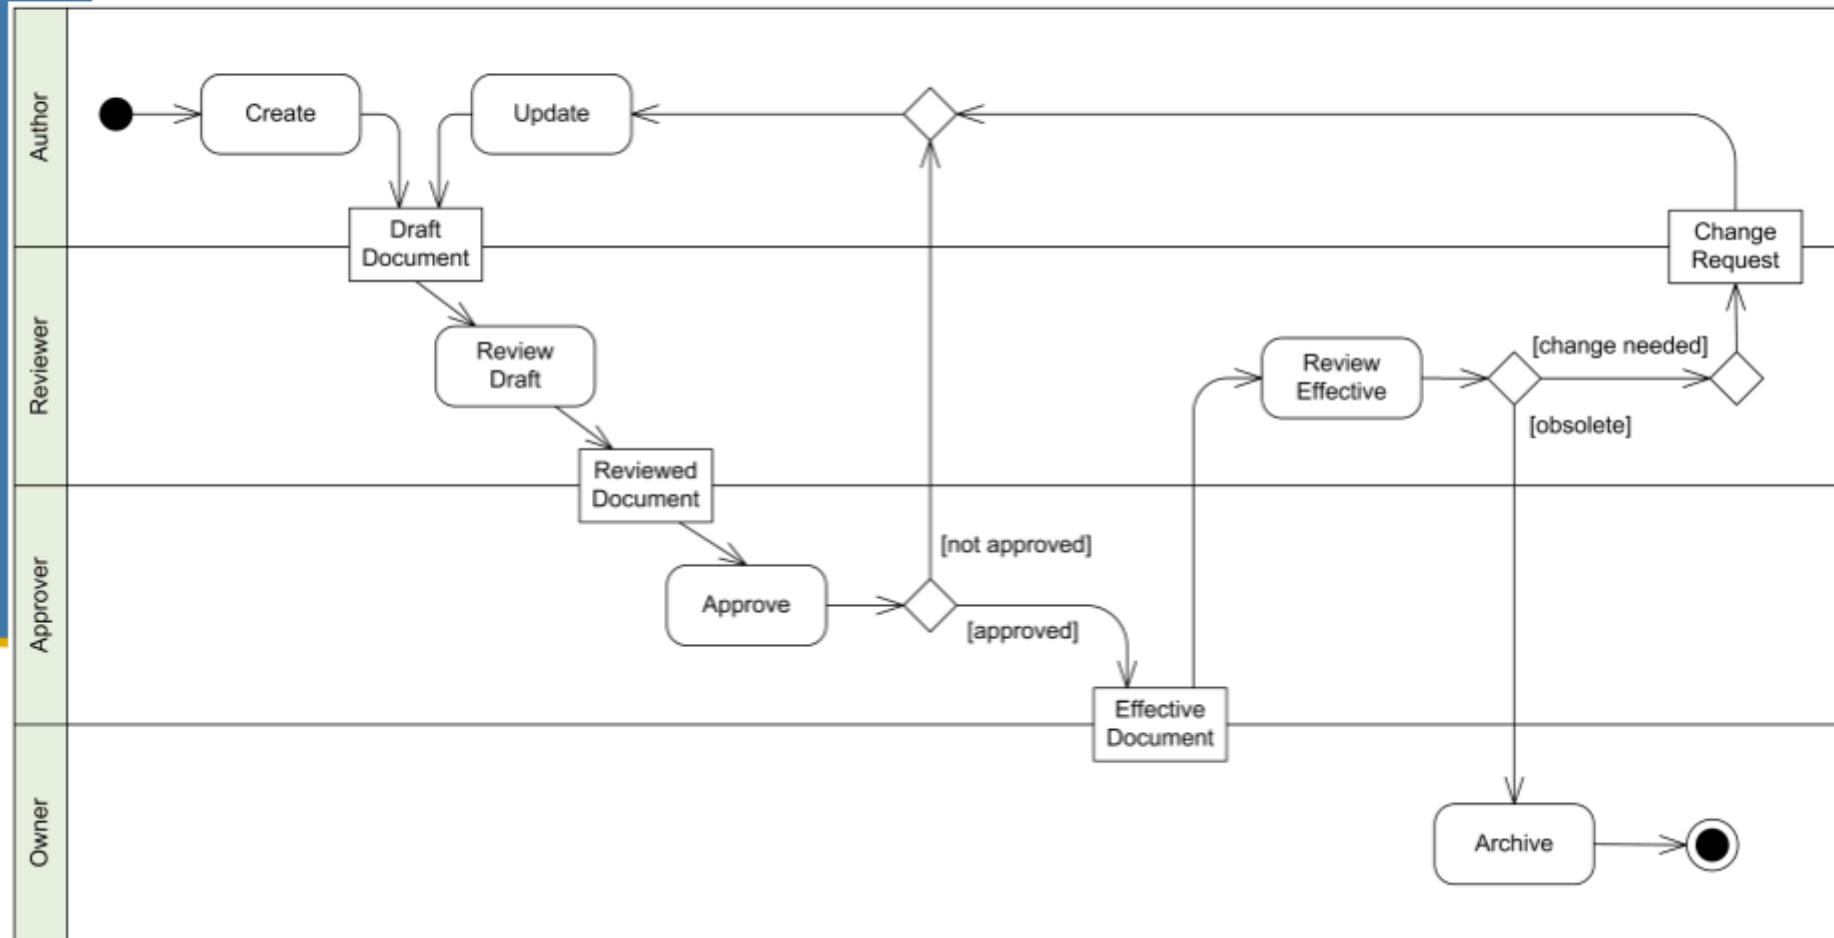 Author
Create
Update
Draft
Document
Change
Request
Reviewer
Review
Draft
Review
Effective
[change needed]
[obsolete]
Reviewed
Document
Approver
[not approved]
Approve
[approved]
Effective
Document
Owner
Archive